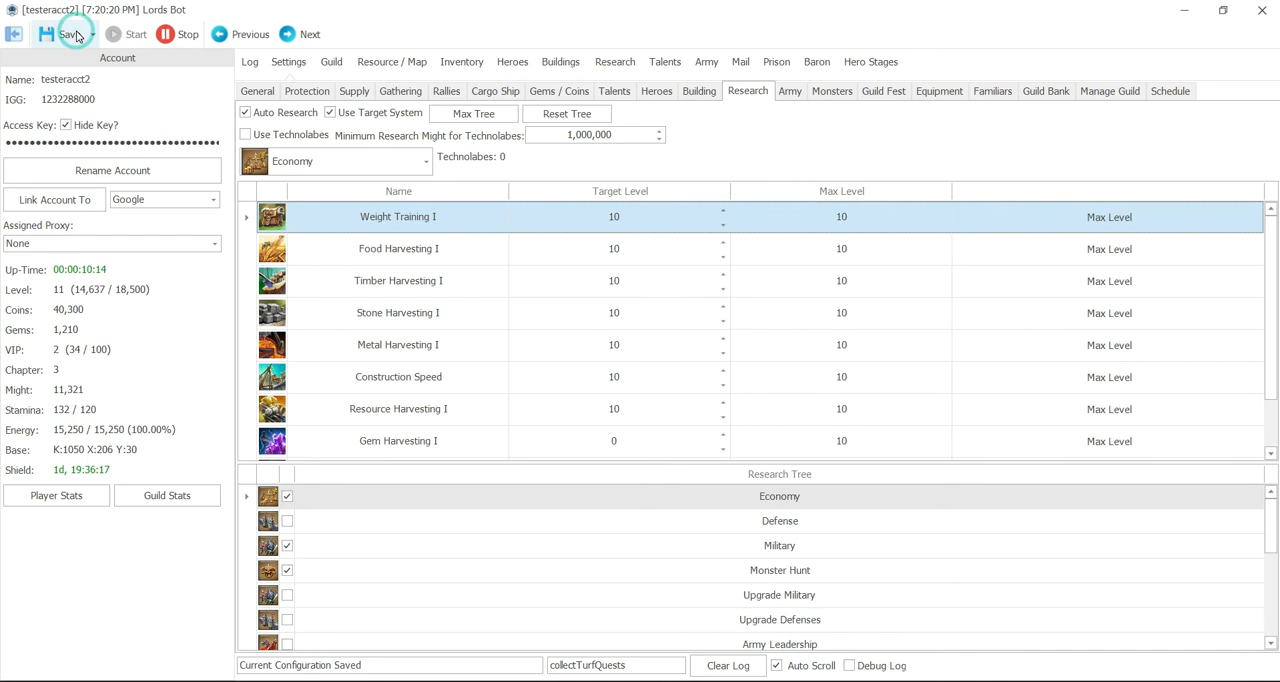 [testeracct2] [7:20:20 PM] Lords Bot
Save Start Stop Previous Next
Account
Name: testeracct2
IGG: 1232288000
Access Key: Hide Key?
Rename Account
Link Account To Google
Assigned Proxy:
None
Up-Time: 00:00:10:14
Level: 11 (14,637 / 18,500)
Coins: 40,300
Gems: 1,210
VIP: 2 (34 / 100)
Chapter: 3
Might: 11,321
Stamina: 132 / 120
Energy: 15,250 / 15,250 (100.00%)
Base: K:1050 X:206 Y:30
Shield: 1d, 19:36:17
Player Stats Guild Stats
Log Settings Guild Resource / Map Inventory Heroes Buildings Research Talents Army Mail Prison Baron Hero Stages
General Protection Supply Gathering Rallies Cargo Ship Gems / Coins Talents Heroes Building Research Army Monsters Guild Fest Equipment Familiars Guild Bank Manage Guild Schedule
Auto Research Use Target System Max Tree Reset Tree
Use Technolabes Minimum Research Might for Technolabes: 1,000,000
Economy Technolabes: 0
Name Target Level Max Level
Weight Training I 10 10 Max Level
Food Harvesting I 10 10 Max Level
Timber Harvesting I 10 10 Max Level
Stone Harvesting I 10 10 Max Level
Metal Harvesting I 10 10 Max Level
Construction Speed 10 10 Max Level
Resource Harvesting I 10 10 Max Level
Gem Harvesting I 0 10 Max Level
Research Tree
Economy
Defense
Military
Monster Hunt
Upgrade Military
Upgrade Defenses
Army Leadership
Current Configuration Saved collectTurfQuests Clear Log Auto Scroll Debug Log